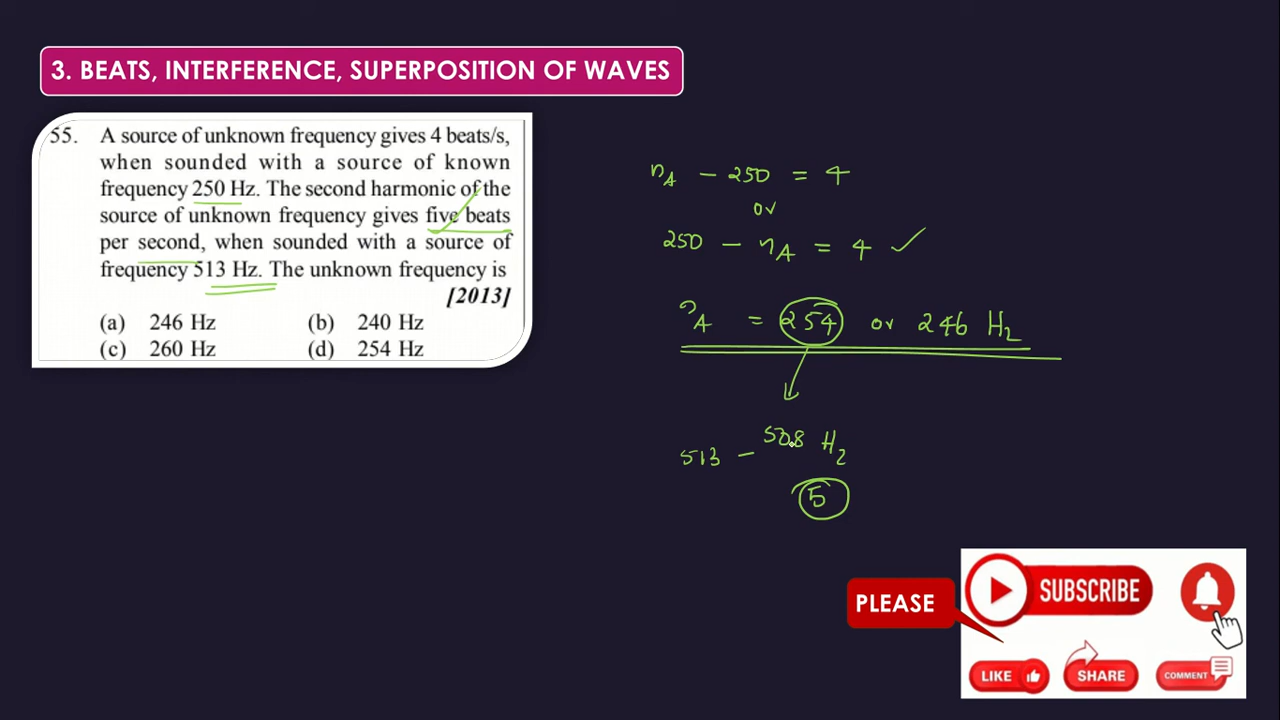 3. BEATS, INTERFERENCE, SUPERPOSITION OF WAVES
55. A source of unknown frequency gives 4 beats/s,
when sounded with a source of known
frequency 250 Hz. The second harmonic of the
source of unknown frequency gives five beats
per second, when sounded with a source of
frequency 513 Hz. The unknown frequency is
[2013]
(a) 246 Hz (b) 240 Hz
(c) 260 Hz (d) 254 Hz
nA - 250 = 4
or
250 - nA = 4 ✓
nA = 254 or 246 Hz
513 - 508 Hz
5
PLEASE
SUBSCRIBE
LIKE
SHARE
COMMENT